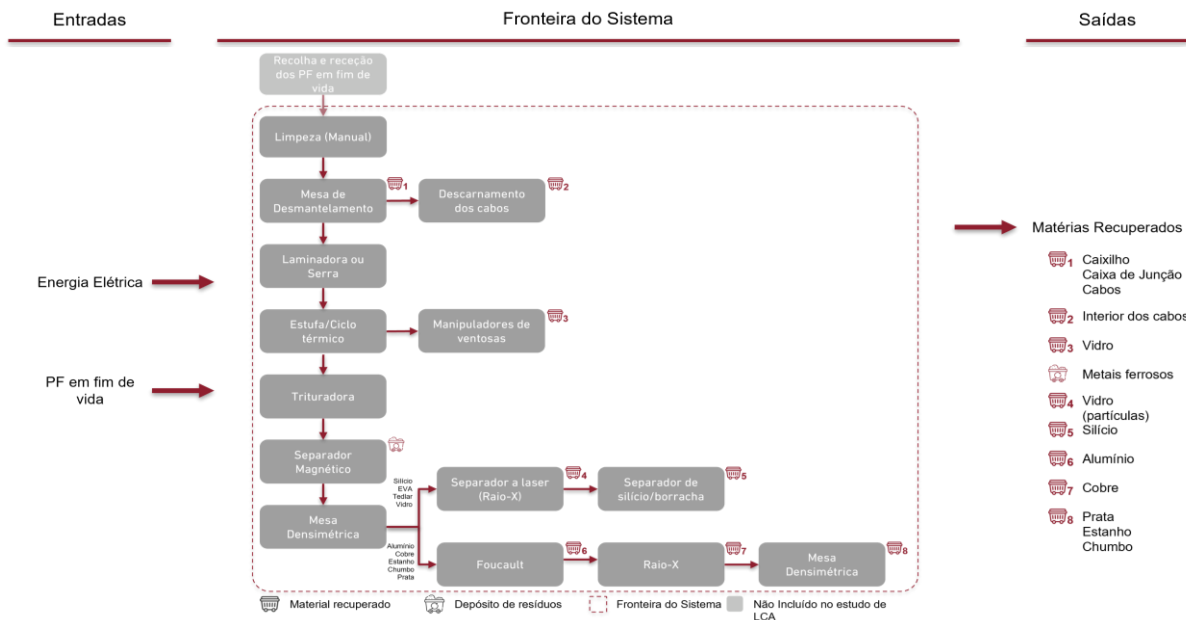 Entradas
Fronteira do Sistema
Saídas
Recolha e receção
dos PF em fim de
vida
Limpeza (Manual)
Mesa de
Desmantelamento
1
Descarnamento
dos cabos
2
Laminadora ou
Serra
Energia Elétrica
Estufa/Ciclo
térmico
Manipuladores de
ventosas
3
PF em fim de
vida
Trituradora
Separador
Magnético
Silício
EVA
Tedlar
Vidro
Separador a laser
(Raio-X)
4
Separador de
silício/borracha
5
Mesa
Densimétrica
Alumínio
Cobre
Estanho
Chumbo
Prata
Foucault
6
Raio-X
7
Mesa
Densimétrica
8
Matérias Recuperados
1 Caixilho
Caixa de Junção
Cabos
2 Interior dos cabos
3 Vidro
Metais ferrosos
4 Vidro
(partículas)
5 Silício
6 Alumínio
7 Cobre
8 Prata
Estanho
Chumbo
Material recuperado
Depósito de resíduos
Fronteira do Sistema
Não Incluído no estudo de
LCA